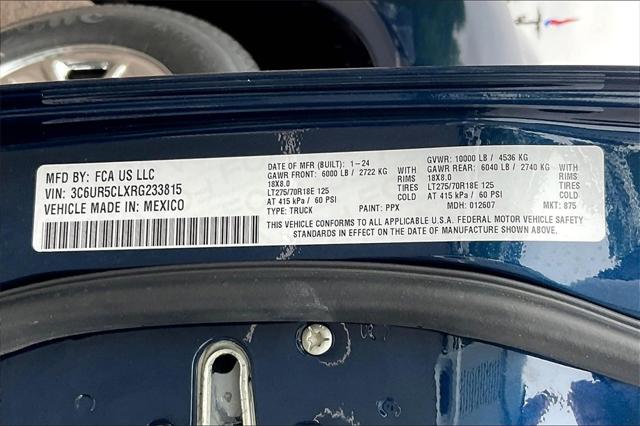 MFD BY: FCA US LLC
VIN: 3C6UR5CLXRG233815
VEHICLE MADE IN: MEXICO
DATE OF MFR (BUILT): 1-24
GAWR FRONT: 6000 LB / 2722 KG
18X8.0
WITH RIMS
LT275/70R18E 125 TIRES
AT 415 kPa / 60 PSI
TYPE: TRUCK
PAINT: PPX
GVWR: 10000 LB / 4536 KG
GAWR REAR: 6040 LB / 2740 KG
18X8.0
WITH RIMS
LT275/70R18E 125 TIRES
AT 415 kPa / 60 PSI
MDH: 012607
MKT: 875
THIS VEHICLE CONFORMS TO ALL APPLICABLE U.S.A. FEDERAL MOTOR VEHICLE SAFETY
STANDARDS IN EFFECT ON THE DATE OF MANUFACTURE SHOWN ABOVE.